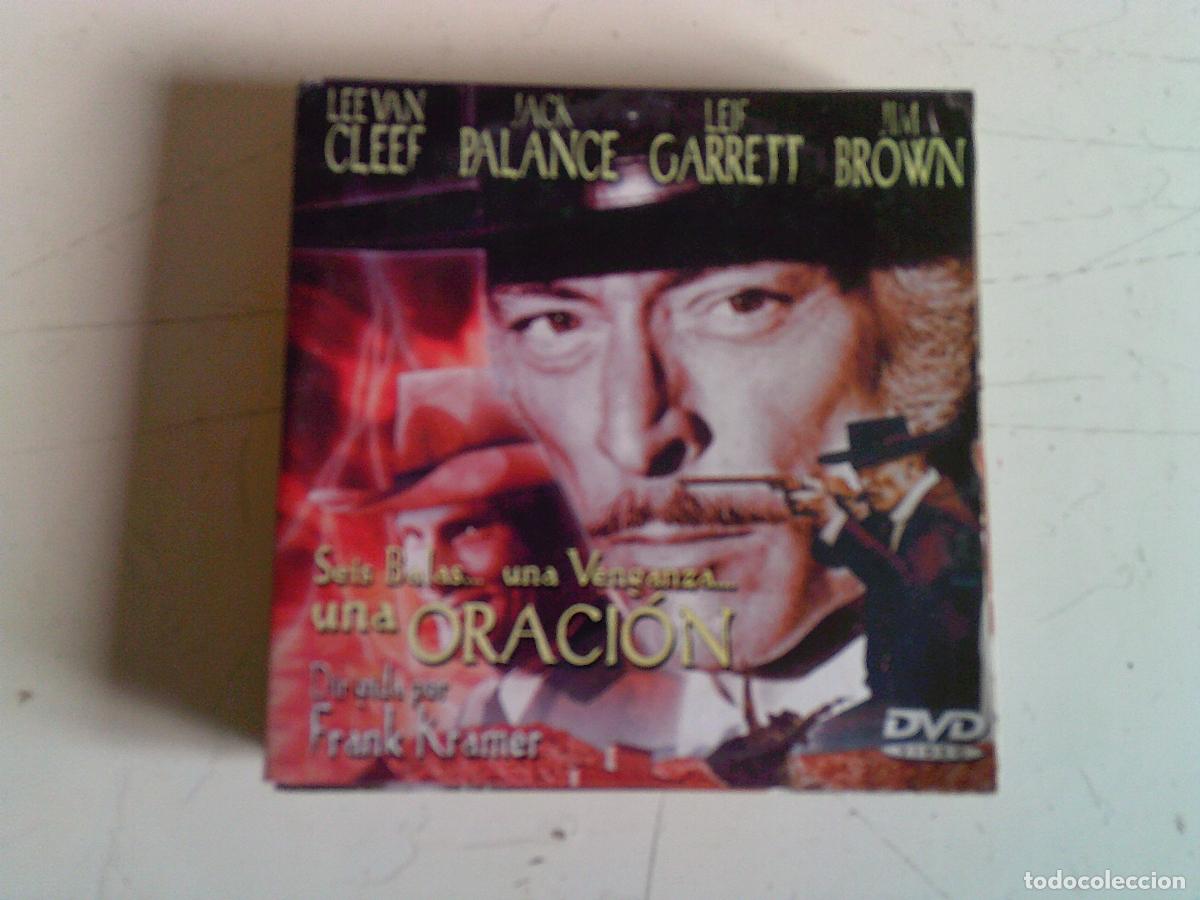 LEE VAN CLEEF
JACK PALANCE
LEIF GARRETT
JIM BROWN
Seis Balas... una Venganza...
una ORACIÓN
Dirigida por
Frank Kramer
DVD
VIDEO
todocoleccion